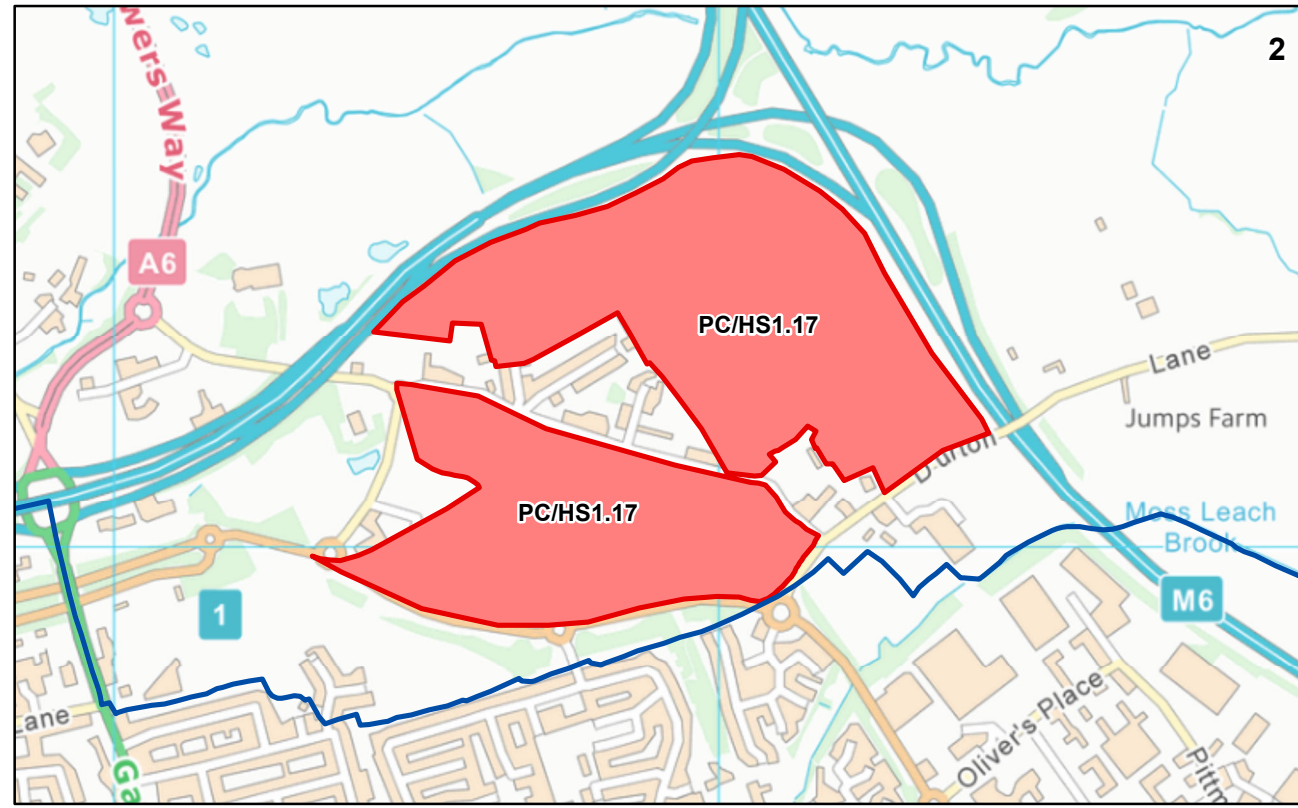 2
wers Way
A6
PC/HS1.17
Lane
Jumps Farm
Durton
PC/HS1.17
Moss Leach
Brook
1
M6
Lane
Oliver's Place
Pittm
Ga